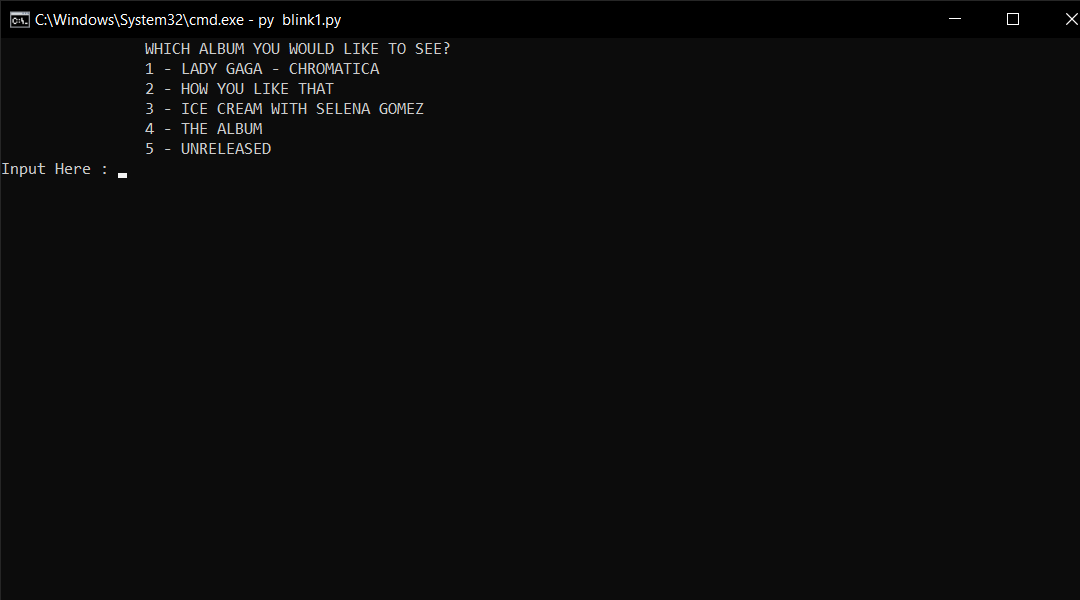 C:\Windows\System32\cmd.exe - py  blink1.py
WHICH ALBUM YOU WOULD LIKE TO SEE?
1 - LADY GAGA - CHROMATICA
2 - HOW YOU LIKE THAT
3 - ICE CREAM WITH SELENA GOMEZ
4 - THE ALBUM
5 - UNRELEASED
Input Here :